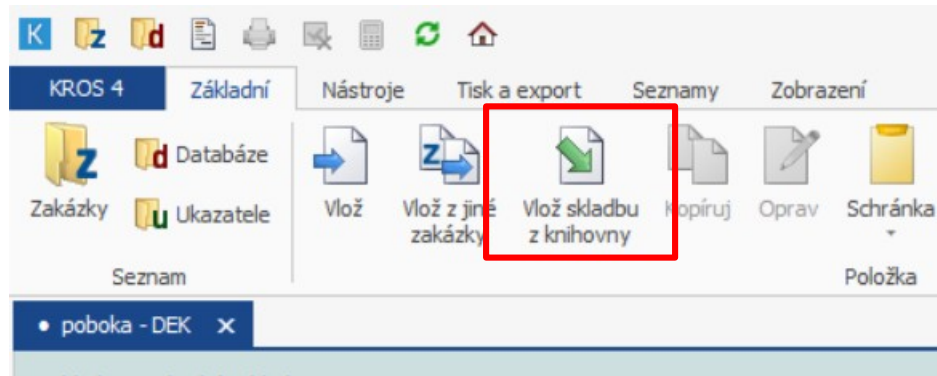 K z d
KROS 4 Základní Nástroje Tisk a export Seznamy Zobrazení
z d Databáze z
Zakázky u Ukazatele Vlož Vlož z jiné Vlož skladbu Kopíruj Oprav Schránka
zakázky z knihovny
Seznam Položka
• poboka - DEK ×